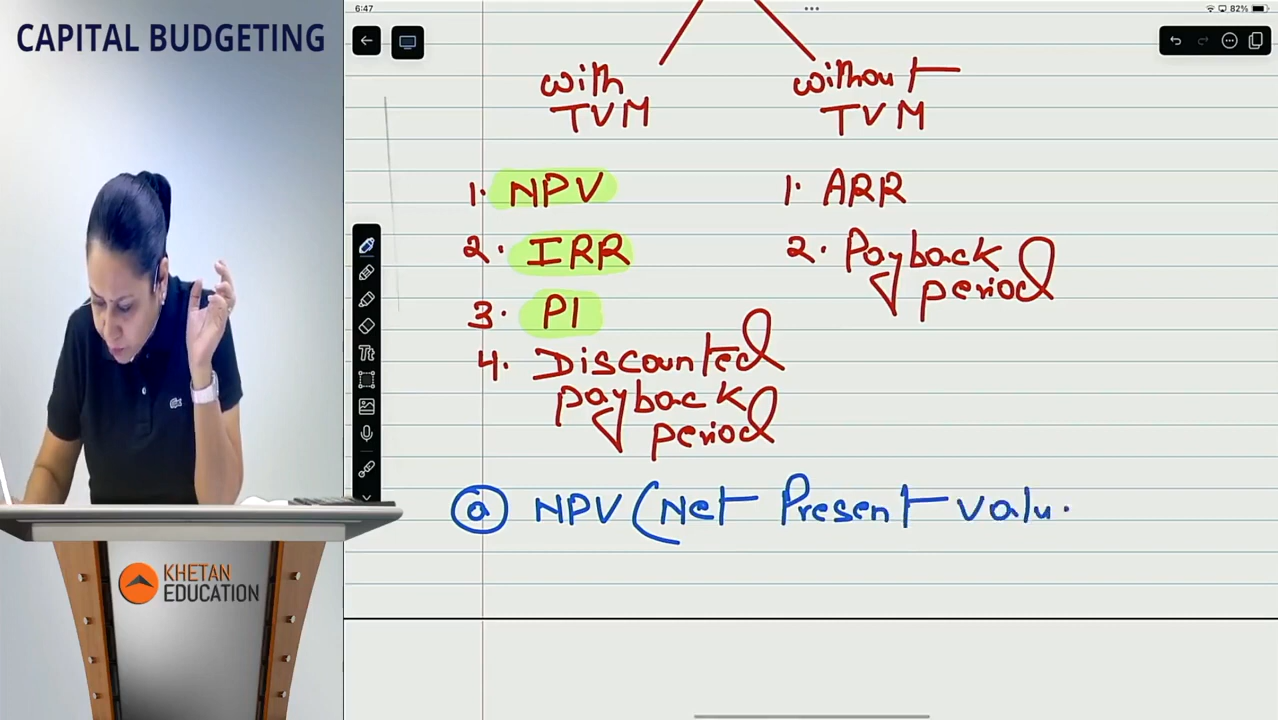 CAPITAL BUDGETING
6:47
82%
with
TVM
without
TVM
1. NPV
2. IRR
3. PI
4. Discounted
payback
period
1. ARR
2. Payback
period
Tt
a NPV (Net Present valu
KHETAN
EDUCATION